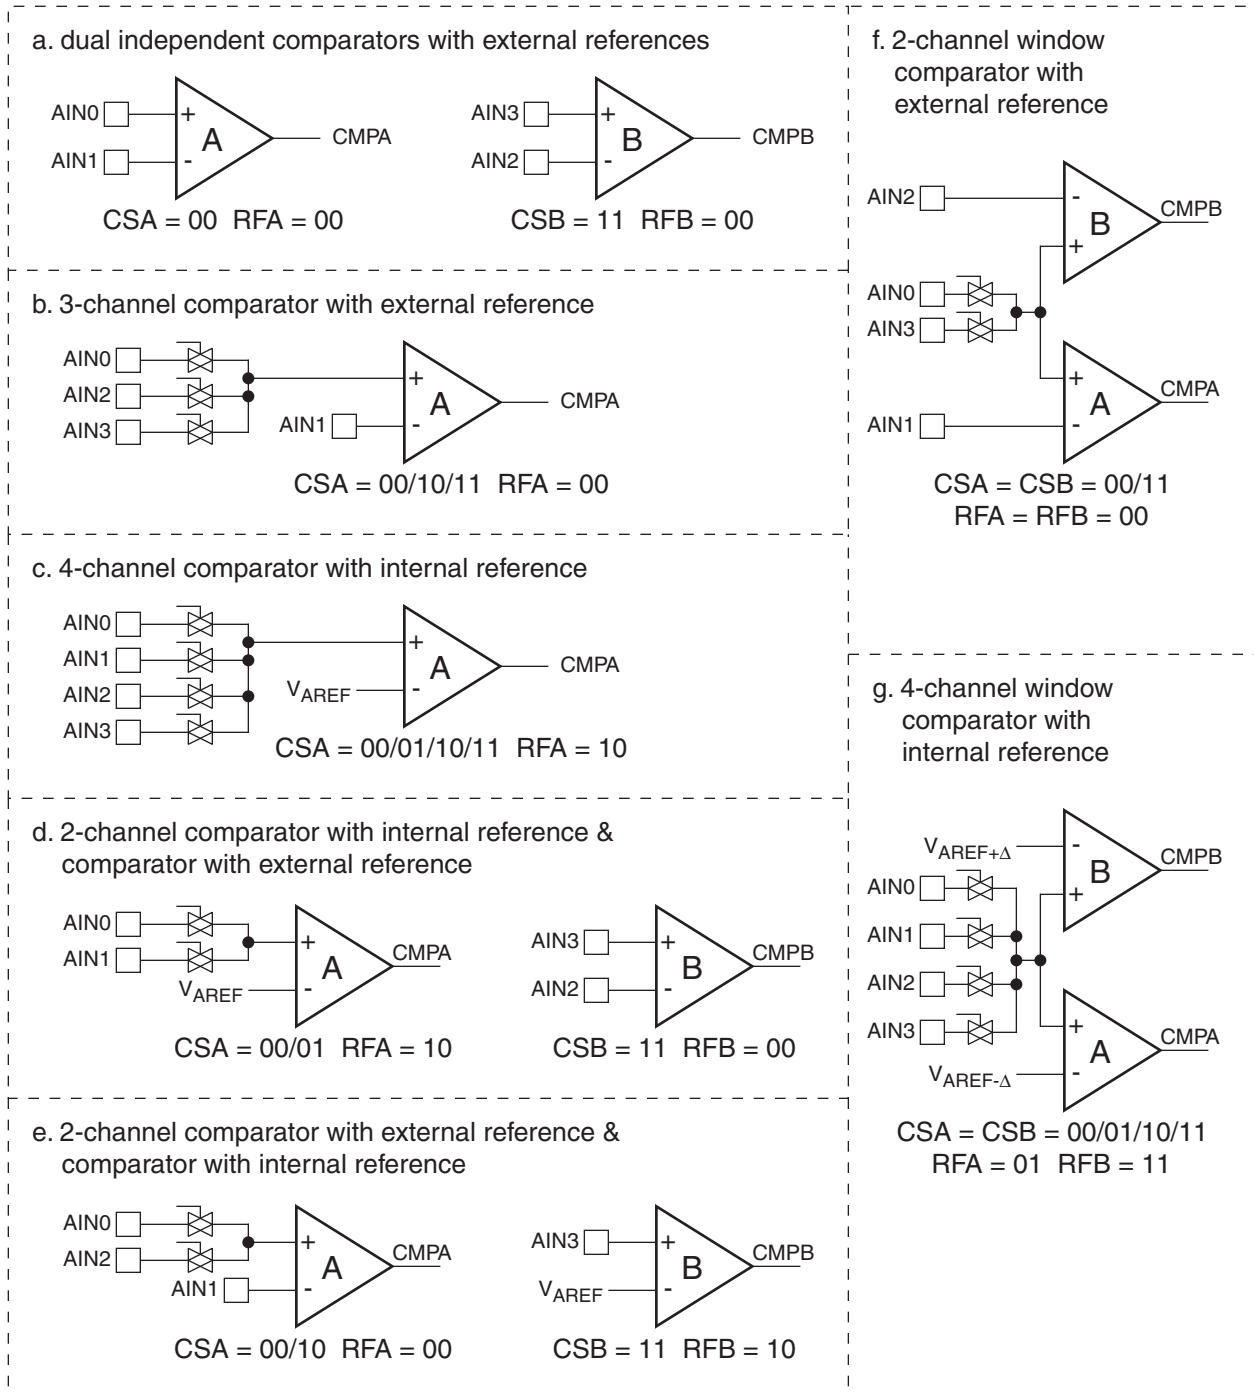 a. dual independent comparators with external references
AIN0
AIN1
+
-
A
CMPA
AIN3
AIN2
+
-
B
CMPB
CSA = 00 RFA = 00
CSB = 11 RFB = 00
b. 3-channel comparator with external reference
AIN0
AIN2
AIN3
AIN1
+
-
A
CMPA
CSA = 00/10/11 RFA = 00
c. 4-channel comparator with internal reference
AIN0
AIN1
AIN2
AIN3
VAREF
+
-
A
CMPA
CSA = 00/01/10/11 RFA = 10
d. 2-channel comparator with internal reference &
comparator with external reference
AIN0
AIN1
VAREF
+
-
A
CMPA
AIN3
AIN2
+
-
B
CMPB
CSA = 00/01 RFA = 10
CSB = 11 RFB = 00
e. 2-channel comparator with external reference &
comparator with internal reference
AIN0
AIN2
AIN1
+
-
A
CMPA
AIN3
VAREF
+
-
B
CMPB
CSA = 00/10 RFA = 00
CSB = 11 RFB = 10
f. 2-channel window
comparator with
external reference
AIN2
-
B
+
CMPB
AIN0
AIN3
+
A
-
CMPA
AIN1
CSA = CSB = 00/11
RFA = RFB = 00
g. 4-channel window
comparator with
internal reference
VAREF+Δ
-
B
+
CMPB
AIN0
AIN1
AIN2
AIN3
+
A
-
CMPA
VAREF-Δ
CSA = CSB = 00/01/10/11
RFA = 01 RFB = 11